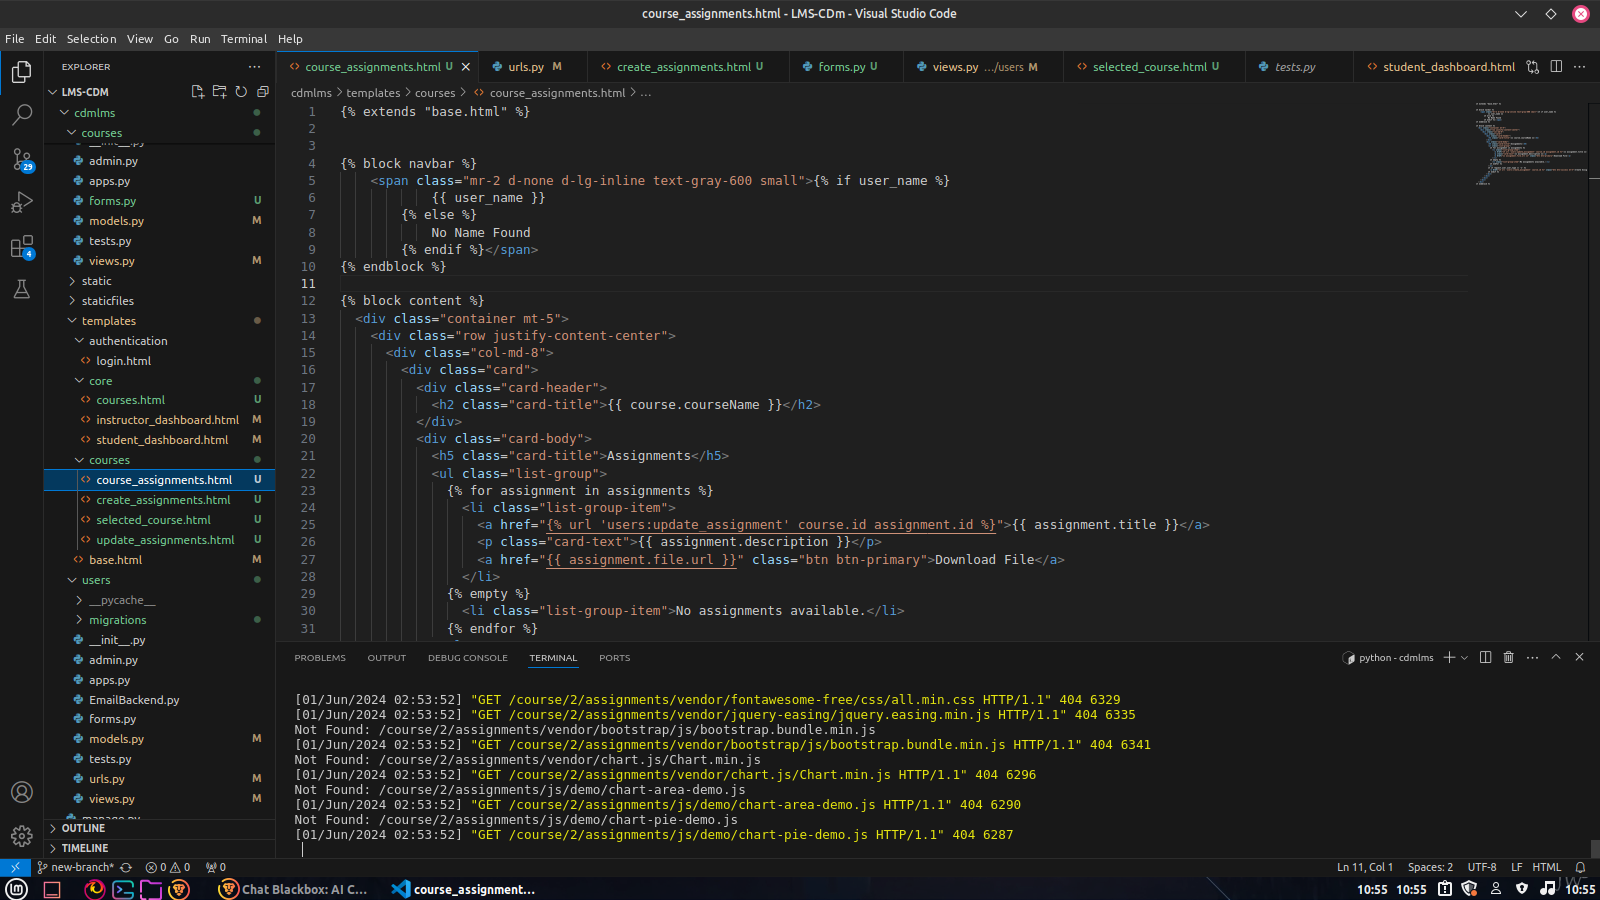 course_assignments.html - LMS-CDm - Visual Studio Code
File Edit Selection View Go Run Terminal Help
EXPLORER
LMS-CDM
cdmlms
courses
__init__.py
admin.py
apps.py
forms.py U
models.py M
tests.py
views.py M
static
staticfiles
templates
authentication
login.html
core
courses.html U
instructor_dashboard.html M
student_dashboard.html M
courses
course_assignments.html U
create_assignments.html U
selected_course.html U
update_assignments.html U
base.html M
users
__pycache__
migrations
__init__.py
admin.py
apps.py
EmailBackend.py
forms.py
models.py M
tests.py
urls.py M
views.py M
manage.py
OUTLINE
TIMELINE
29
4
course_assignments.html U urls.py M create_assignments.html U forms.py U views.py .../users M selected_course.html U tests.py student_dashboard.html
cdmlms > templates > courses > course_assignments.html > ...
1 {% extends "base.html" %}
2
3
4 {% block navbar %}
5 <span class="mr-2 d-none d-lg-inline text-gray-600 small">{% if user_name %}
6 {{ user_name }}
7 {% else %}
8 No Name Found
9 {% endif %}</span>
10 {% endblock %}
11
12 {% block content %}
13 <div class="container mt-5">
14 <div class="row justify-content-center">
15 <div class="col-md-8">
16 <div class="card">
17 <div class="card-header">
18 <h2 class="card-title">{{ course.courseName }}</h2>
19 </div>
20 <div class="card-body">
21 <h5 class="card-title">Assignments</h5>
22 <ul class="list-group">
23 {% for assignment in assignments %}
24 <li class="list-group-item">
25 <a href="{% url 'users:update_assignment' course.id assignment.id %}">{{ assignment.title }}</a>
26 <p class="card-text">{{ assignment.description }}</p>
27 <a href="{{ assignment.file.url }}" class="btn btn-primary">Download File</a>
28 </li>
29 {% empty %}
30 <li class="list-group-item">No assignments available.</li>
31 {% endfor %}
PROBLEMS OUTPUT DEBUG CONSOLE TERMINAL PORTS
python - cdmlms
[01/Jun/2024 02:53:52] "GET /course/2/assignments/vendor/fontawesome-free/css/all.min.css HTTP/1.1" 404 6329
[01/Jun/2024 02:53:52] "GET /course/2/assignments/vendor/jquery-easing/jquery.easing.min.js HTTP/1.1" 404 6335
Not Found: /course/2/assignments/vendor/bootstrap/js/bootstrap.bundle.min.js
[01/Jun/2024 02:53:52] "GET /course/2/assignments/vendor/bootstrap/js/bootstrap.bundle.min.js HTTP/1.1" 404 6341
Not Found: /course/2/assignments/vendor/chart.js/Chart.min.js
[01/Jun/2024 02:53:52] "GET /course/2/assignments/vendor/chart.js/Chart.min.js HTTP/1.1" 404 6296
Not Found: /course/2/assignments/js/demo/chart-area-demo.js
[01/Jun/2024 02:53:52] "GET /course/2/assignments/js/demo/chart-area-demo.js HTTP/1.1" 404 6290
Not Found: /course/2/assignments/js/demo/chart-pie-demo.js
[01/Jun/2024 02:53:52] "GET /course/2/assignments/js/demo/chart-pie-demo.js HTTP/1.1" 404 6287
new-branch* 0 0 0 Ln 11, Col 1 Spaces: 2 UTF-8 LF HTML
Chat Blackbox: AI C... course_assignment... 10:55 10:55 10:55